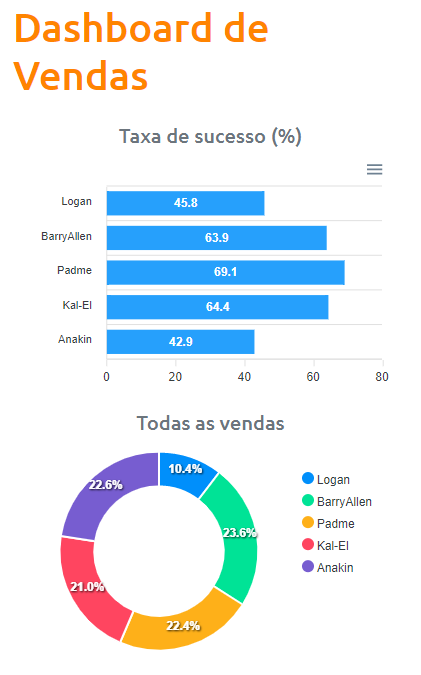 Dashboard de
Vendas
Taxa de sucesso (%)
Logan
45.8
BarryAllen
63.9
Padme
69.1
Kal-El
64.4
Anakin
42.9
0 20 40 60 80
Todas as vendas
10.4%
23.6%
22.4%
21.0%
22.6%
Logan
BarryAllen
Padme
Kal-El
Anakin